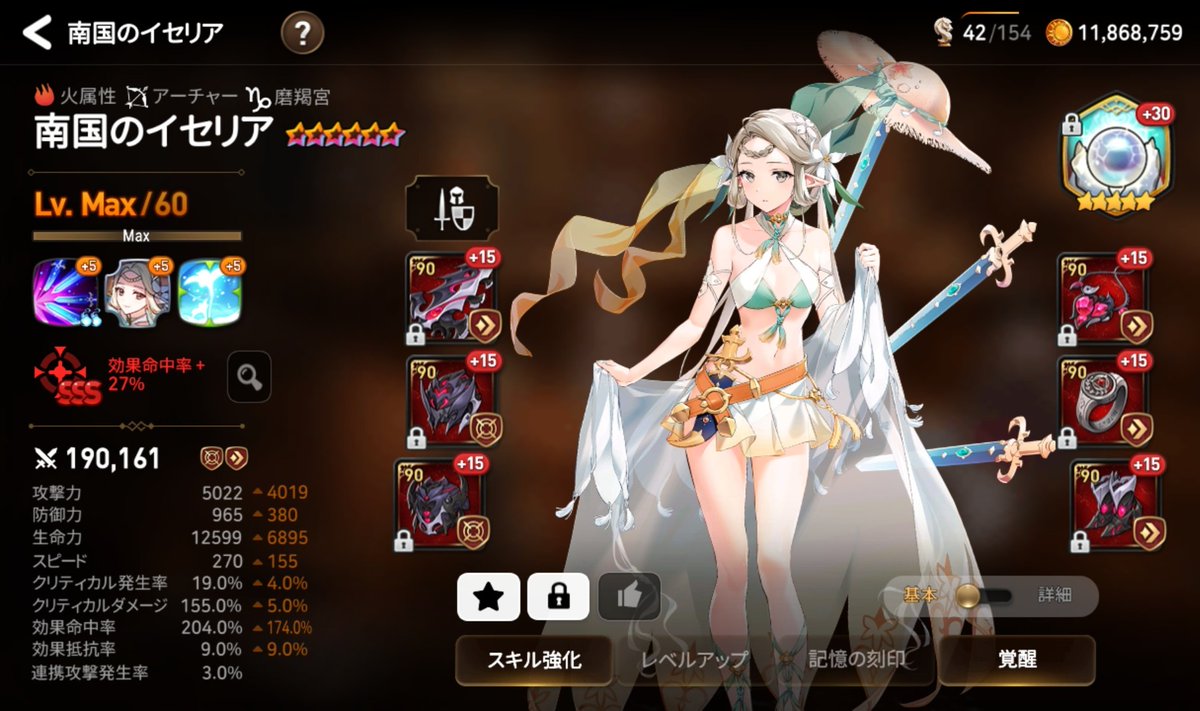 南国のイセリア
?
42/154
11,868,759
火属性 アーチャー 磨羯宮
南国のイセリア
Lv. Max/60
Max
+5 +5 +5
SSS
効果命中率+
27%
190,161
攻撃力 5022 4019
防御力 965 380
生命力 12599 6895
スピード 270 155
クリティカル発生率 19.0% 4.0%
クリティカルダメージ 155.0% 5.0%
効果命中率 204.0% 174.0%
効果抵抗率 9.0% 9.0%
連携攻撃発生率 3.0%
90 +15
90 +15
90 +15
+30
90 +15
90 +15
90 +15
基本 詳細
スキル強化 レベルアップ 記憶の刻印 覚醒